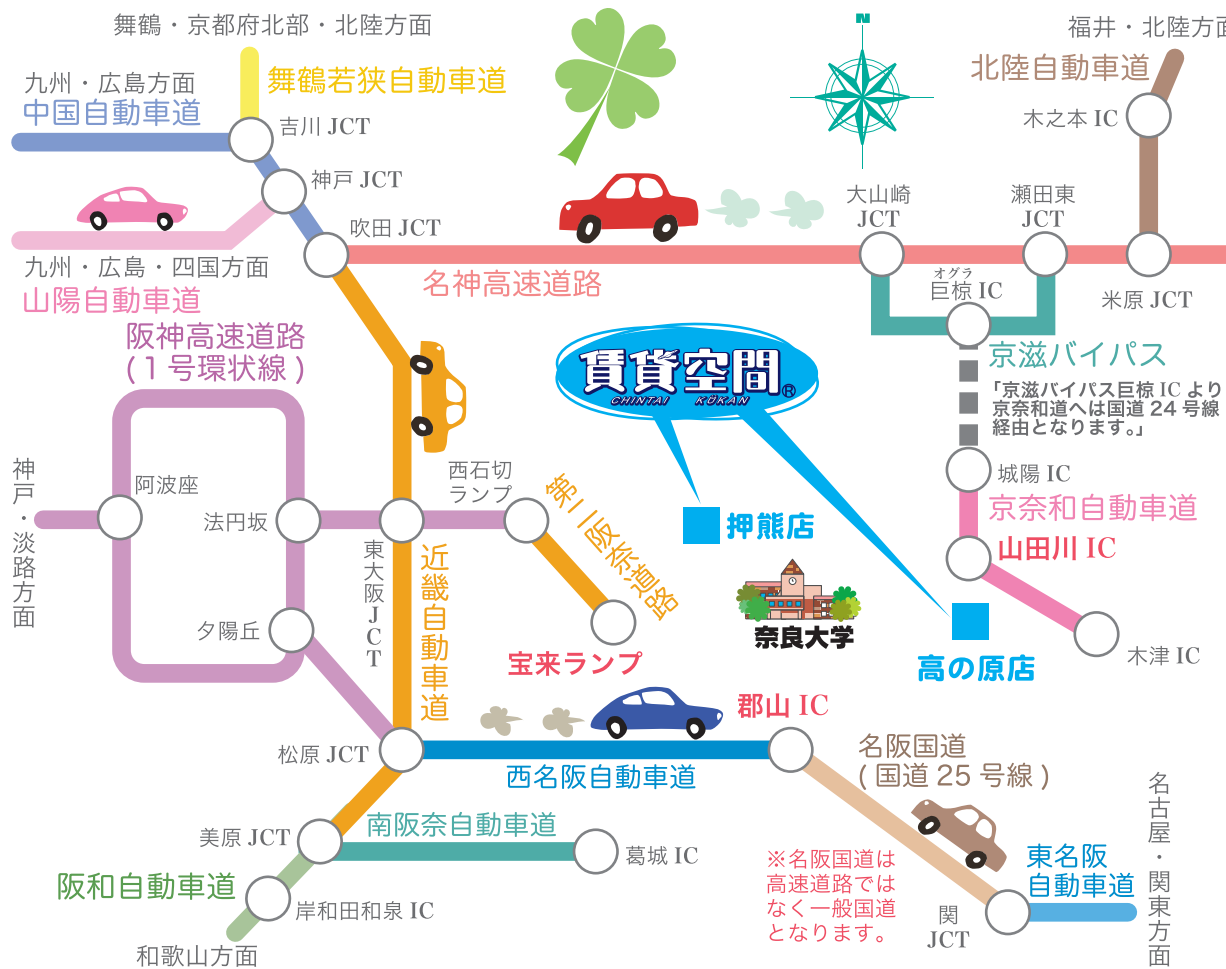 舞鶴・京都府北部・北陸方面
N
福井・北陸方面
九州・広島方面
中国自動車道
舞鶴若狭自動車道
北陸自動車道
木之本 IC
吉川 JCT
神戸 JCT
大山崎
JCT
瀬田東
JCT
吹田 JCT
九州・広島・四国方面
山陽自動車道
名神高速道路
オグラ
巨椋 IC
米原 JCT
阪神高速道路
(1号環状線)
賃貸空間®
CHINTAI KÜKAN
京滋バイパス
「京滋バイパス巨椋 IC より
京奈和道へは国道 24 号線
経由となります。」
神戸・淡路方面
阿波座
法円坂
西石切
ランプ
第二阪奈道路
城陽 IC
京奈和自動車道
押熊店
山田川 IC
東大阪JCT
近畿自動車道
夕陽丘
宝来ランプ
奈良大学
高の原店
木津 IC
郡山 IC
松原 JCT
西名阪自動車道
名阪国道
(国道 25 号線)
名古屋・関東方面
美原 JCT
南阪奈自動車道
葛城 IC
※名阪国道は
高速道路では
なく一般国道
となります。
東名阪
自動車道
阪和自動車道
岸和田和泉 IC
関
JCT
和歌山方面